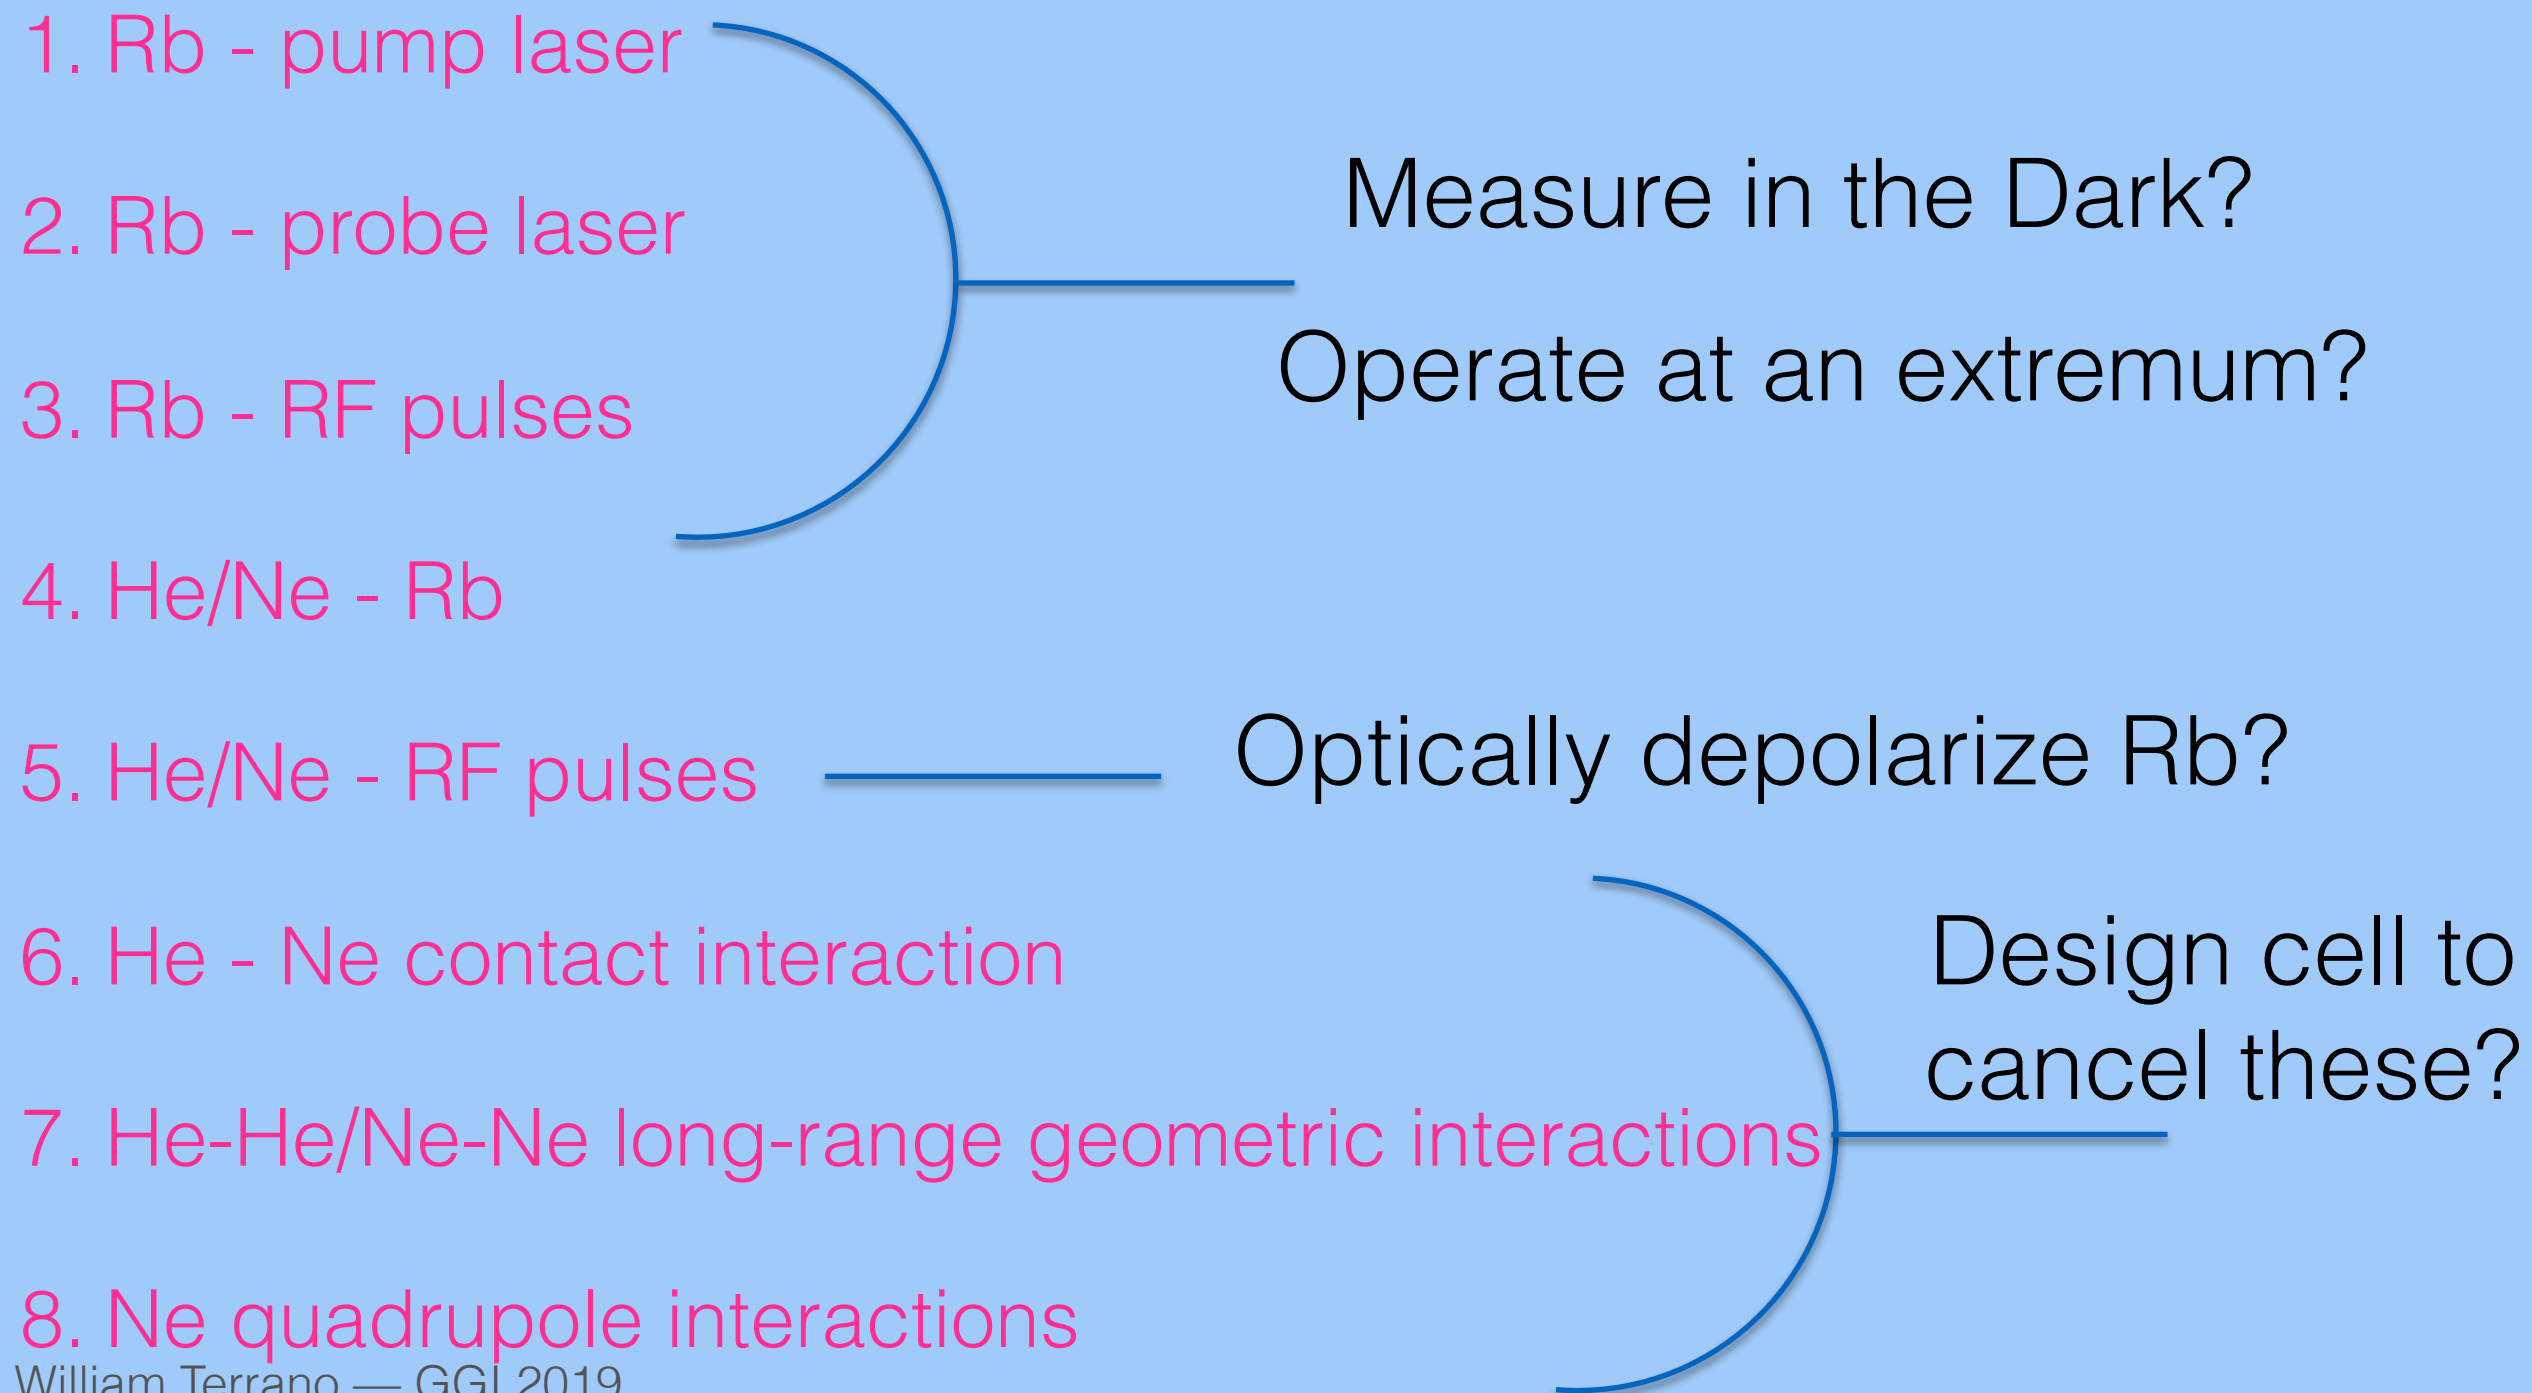 1. Rb - pump laser
2. Rb - probe laser
3. Rb - RF pulses
4. He/Ne - Rb
5. He/Ne - RF pulses
6. He - Ne contact interaction
7. He-He/Ne-Ne long-range geometric interactions
8. Ne quadrupole interactions
Measure in the Dark?
Operate at an extremum?
Optically depolarize Rb?
Design cell to
cancel these?
William Terrano — GGI 2019